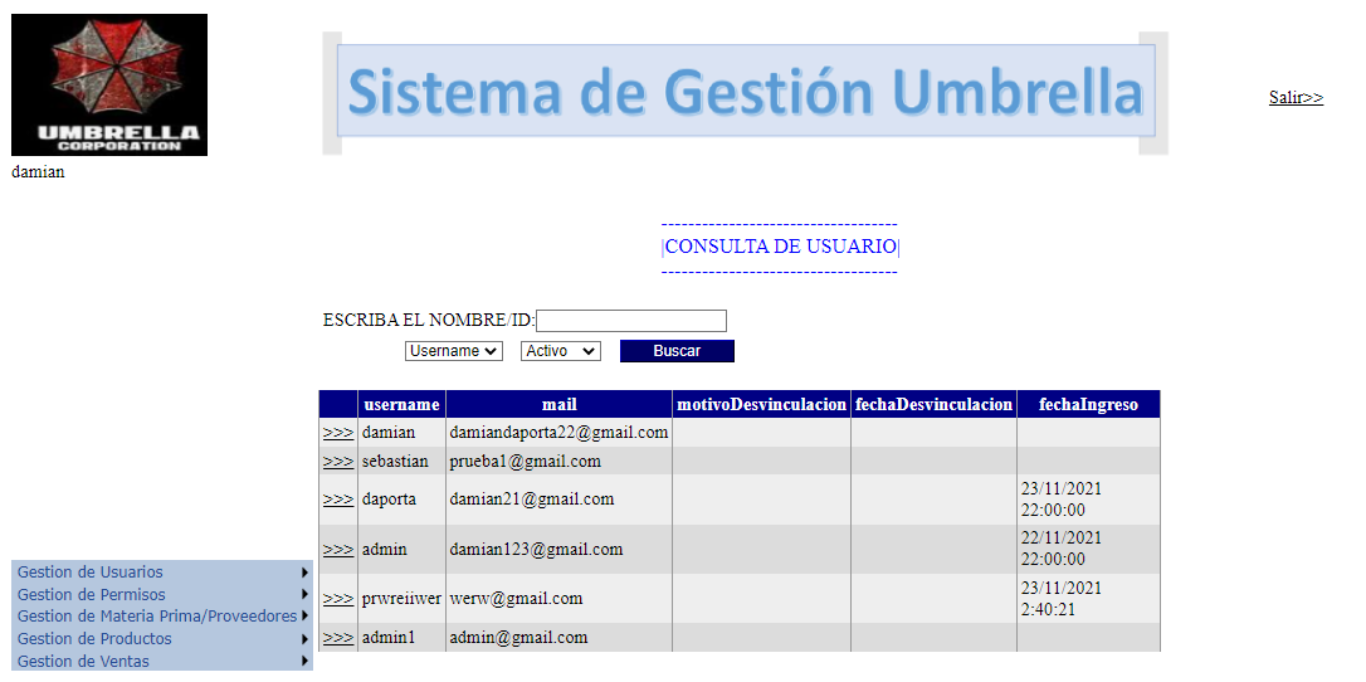 UMBRELLA
CORPORATION
Sistema de Gestión Umbrella
Salir>>
damian
----------------------------------
|CONSULTA DE USUARIO|
----------------------------------
ESCRIBA EL NOMBRE/ID:
Username Activo Buscar
username mail motivoDesvinculacion fechaDesvinculacion fechaIngreso
>>> damian damiandaporta22@gmail.com
>>> sebastian prueba1@gmail.com
>>> daporta damian21@gmail.com 23/11/2021
22:00:00
>>> admin damian123@gmail.com 22/11/2021
22:00:00
>>> prwreiiwer werw@gmail.com 23/11/2021
2:40:21
>>> admin1 admin@gmail.com
Gestion de Usuarios
Gestion de Permisos
Gestion de Materia Prima/Proveedores
Gestion de Productos
Gestion de Ventas